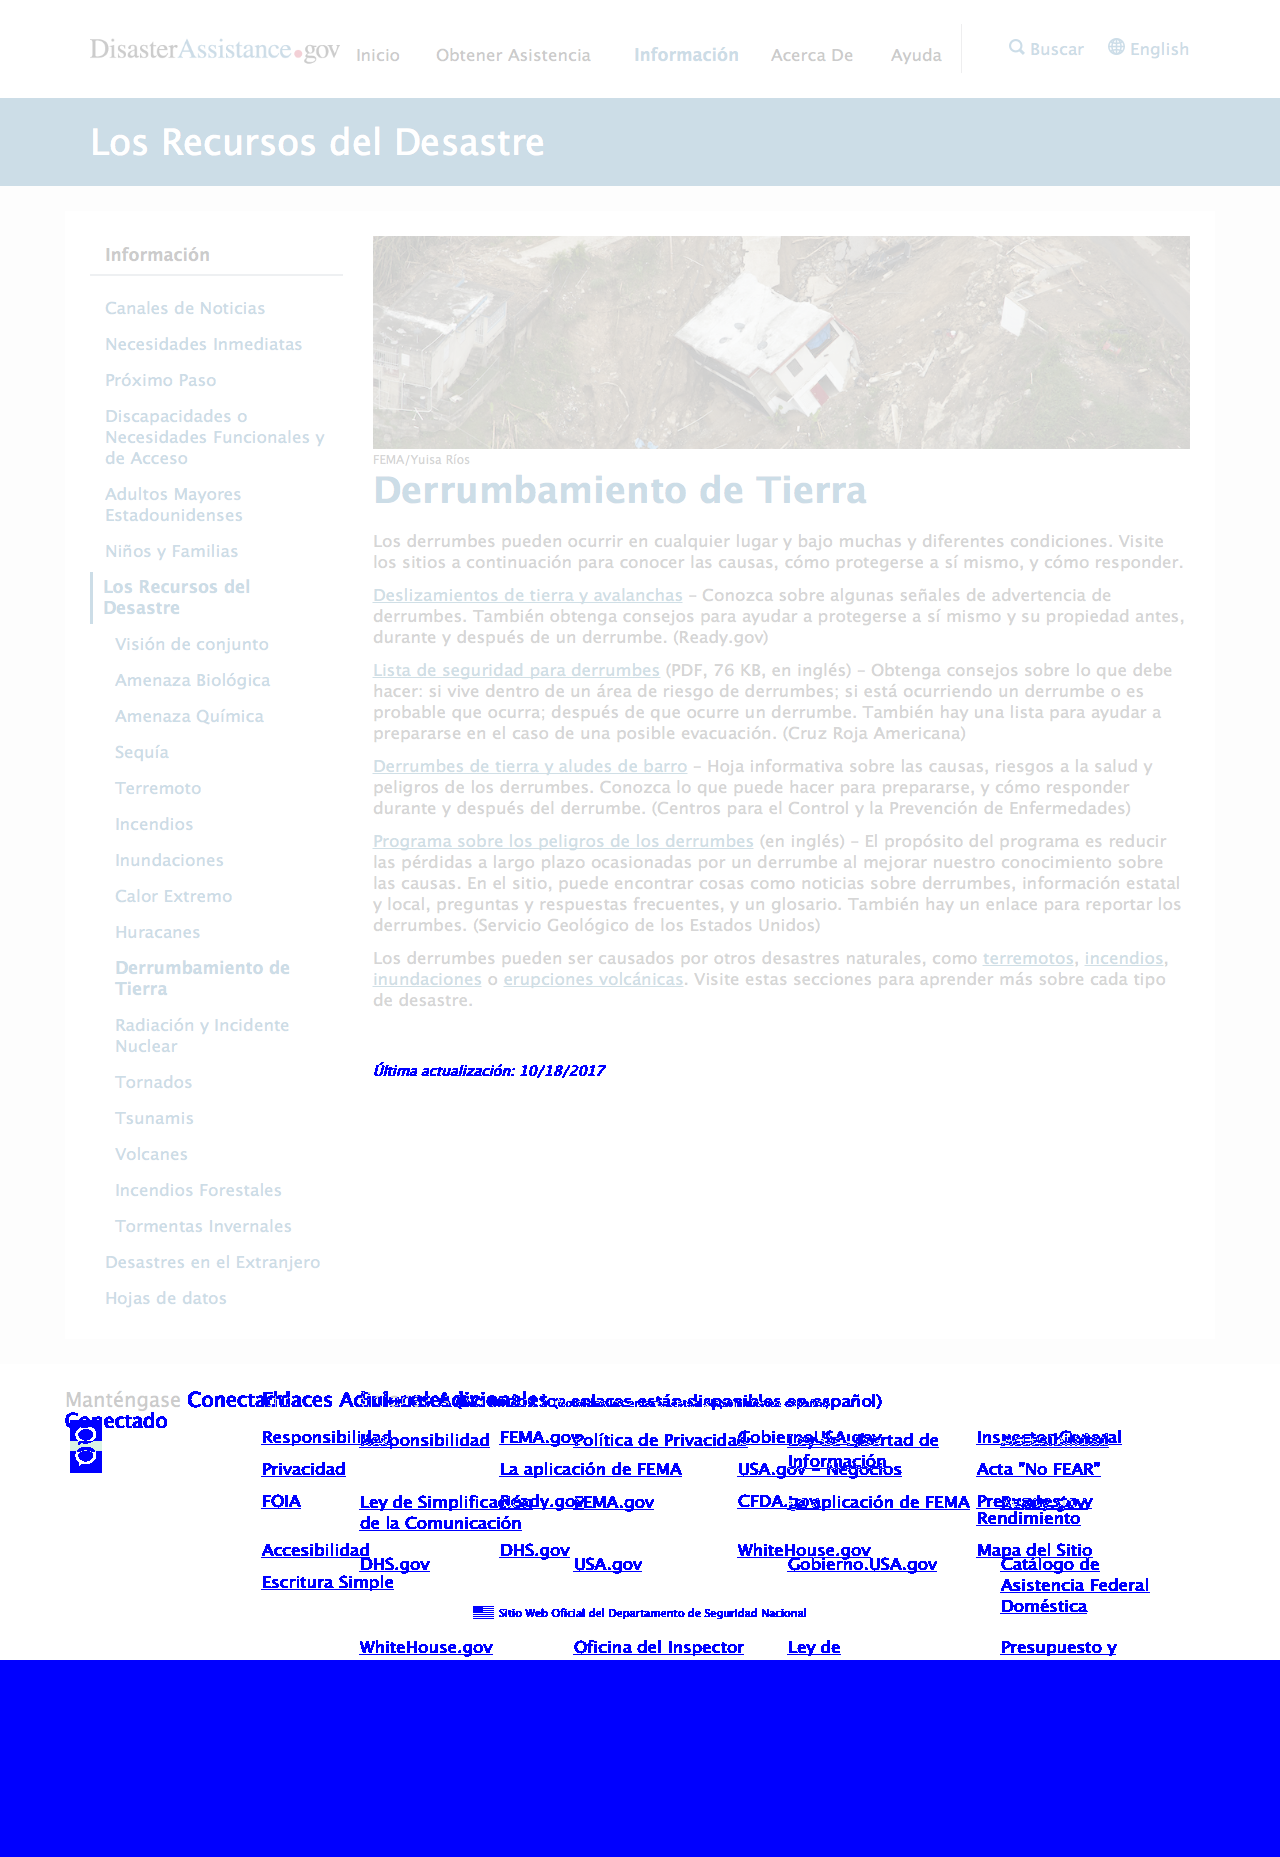 DisasterAssistance.gov
Inicio Obtener Asistencia Información Acerca De Ayuda Buscar English
Los Recursos del Desastre
Información
Canales de Noticias
Necesidades Inmediatas
Próximo Paso
Discapacidades o
Necesidades Funcionales y
de Acceso
Adultos Mayores
Estadounidenses
Niños y Familias
Los Recursos del
Desastre
Visión de conjunto
Amenaza Biológica
Amenaza Química
Sequía
Terremoto
Incendios
Inundaciones
Calor Extremo
Huracanes
Derrumbamiento de
Tierra
Radiación y Incidente
Nuclear
Tornados
Tsunamis
Volcanes
Incendios Forestales
Tormentas Invernales
Desastres en el Extranjero
Hojas de datos
FEMA/Yuisa Ríos
Derrumbamiento de Tierra
Los derrumbes pueden ocurrir en cualquier lugar y bajo muchas y diferentes condiciones. Visite
los sitios a continuación para conocer las causas, cómo protegerse a sí mismo, y cómo responder.
Deslizamientos de tierra y avalanchas – Conozca sobre algunas señales de advertencia de
derrumbes. También obtenga consejos para ayudar a protegerse a sí mismo y su propiedad antes,
durante y después de un derrumbe. (Ready.gov)
Lista de seguridad para derrumbes (PDF, 76 KB, en inglés) – Obtenga consejos sobre lo que debe
hacer: si vive dentro de un área de riesgo de derrumbes; si está ocurriendo un derrumbe o es
probable que ocurra; después de que ocurre un derrumbe. También hay una lista para ayudar a
prepararse en el caso de una posible evacuación. (Cruz Roja Americana)
Derrumbes de tierra y aludes de barro – Hoja informativa sobre las causas, riesgos a la salud y
peligros de los derrumbes. Conozca lo que puede hacer para prepararse, y cómo responder
durante y después del derrumbe. (Centros para el Control y la Prevención de Enfermedades)
Programa sobre los peligros de los derrumbes (en inglés) – El propósito del programa es reducir
las pérdidas a largo plazo ocasionadas por un derrumbe al mejorar nuestro conocimiento sobre
las causas. En el sitio, puede encontrar cosas como noticias sobre derrumbes, información estatal
y local, preguntas y respuestas frecuentes, y un glosario. También hay un enlace para reportar los
derrumbes. (Servicio Geológico de los Estados Unidos)
Los derrumbes pueden ser causados por otros desastres naturales, como terremotos, incendios,
inundaciones o erupciones volcánicas. Visite estas secciones para aprender más sobre cada tipo
de desastre.
Última actualización: 10/18/2017
Manténgase
Conectado
enlaces están disponibles en español)
Responsibilidad Responsibilidad FEMA.gov Política de Privacidad Gobierno.USA.gov Ley de Libertad de Inspector General
Información
Privacidad La aplicación de FEMA USA.gov – Negocios Acta "No FEAR"
FOIA Ley de Simplificación Ready.gov FEMA.gov CFDA.gov La aplicación de FEMA Presupuesto y
de la Comunicación Rendimiento
Accesibilidad DHS.gov WhiteHouse.gov Mapa del Sitio
DHS.gov USA.gov Gobierno.USA.gov Catálogo de
Asistencia Federal
Doméstica
Escritura Simple
Sitio Web Oficial del Departamento de Seguridad Nacional
WhiteHouse.gov Oficina del Inspector Ley de Presupuesto y